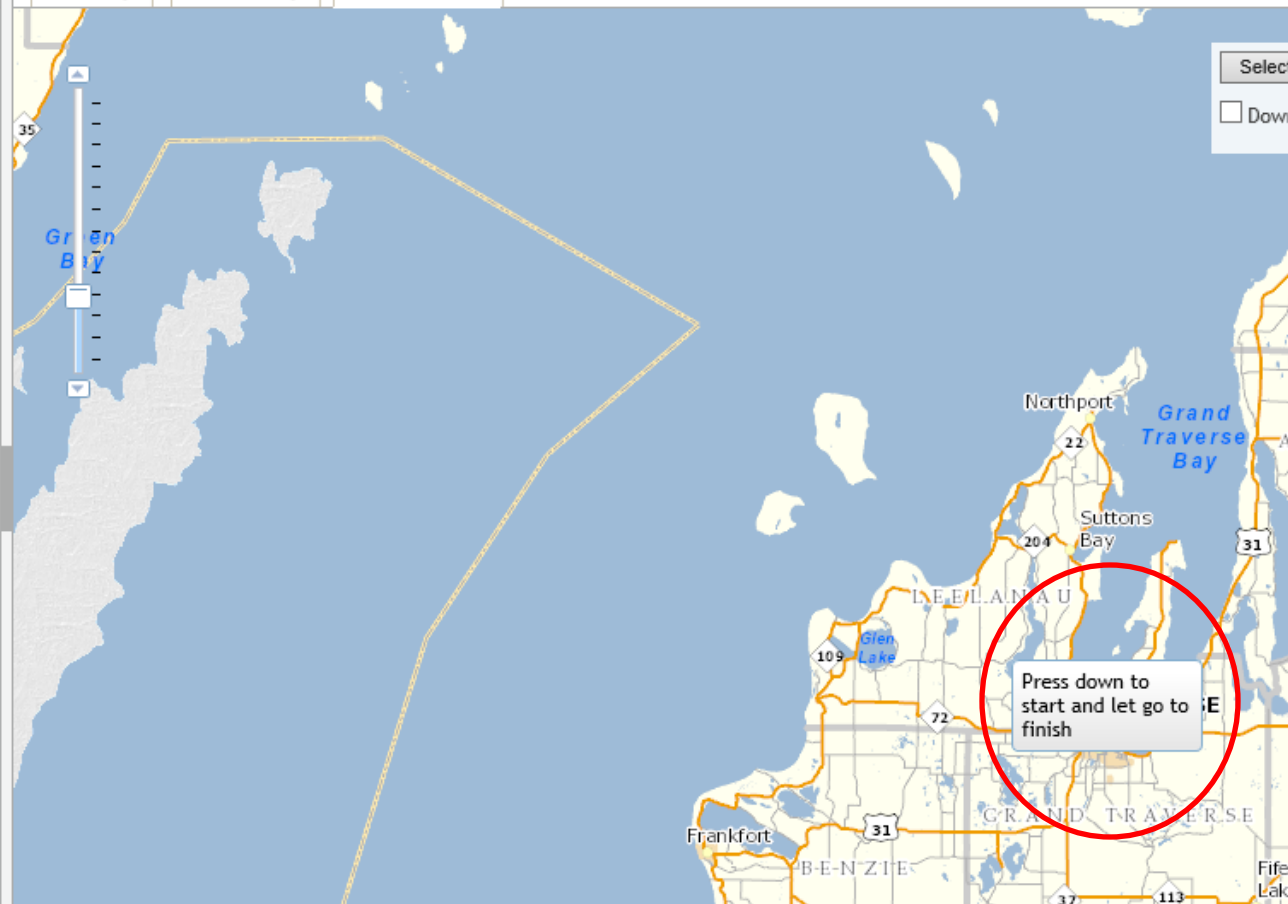 Select
Down
35
Green
Bay
Northport
22
Grand
Traverse
Bay
A
Suttons
Bay
204
31
LEELANAU
Glen
Lake
109
Press down to
start and let go to
finish
SE
72
GRAND TRAVERSE
Frankfort
31
BENZIE
Fife
Lak
37
113